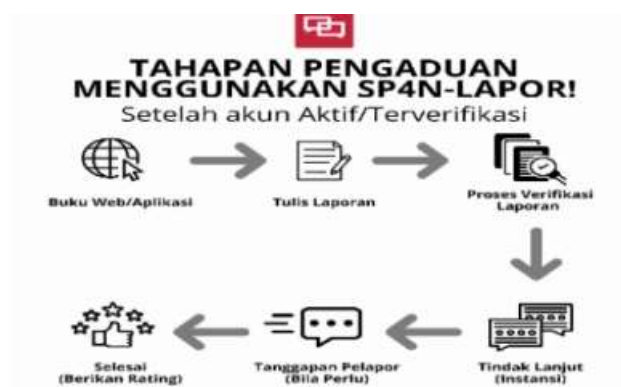 TAHAPAN PENGADUAN
MENGGUNAKAN SP4N-LAPOR!
Setelah akun Aktif/Terverifikasi
Buku Web/Aplikasi
Tulis Laporan
Proses Verifikasi
Laporan
Selesai
(Berikan Rating)
Tanggapan Pelapor
(Bila Perlu)
Tindak Lanjut
(Instansi)